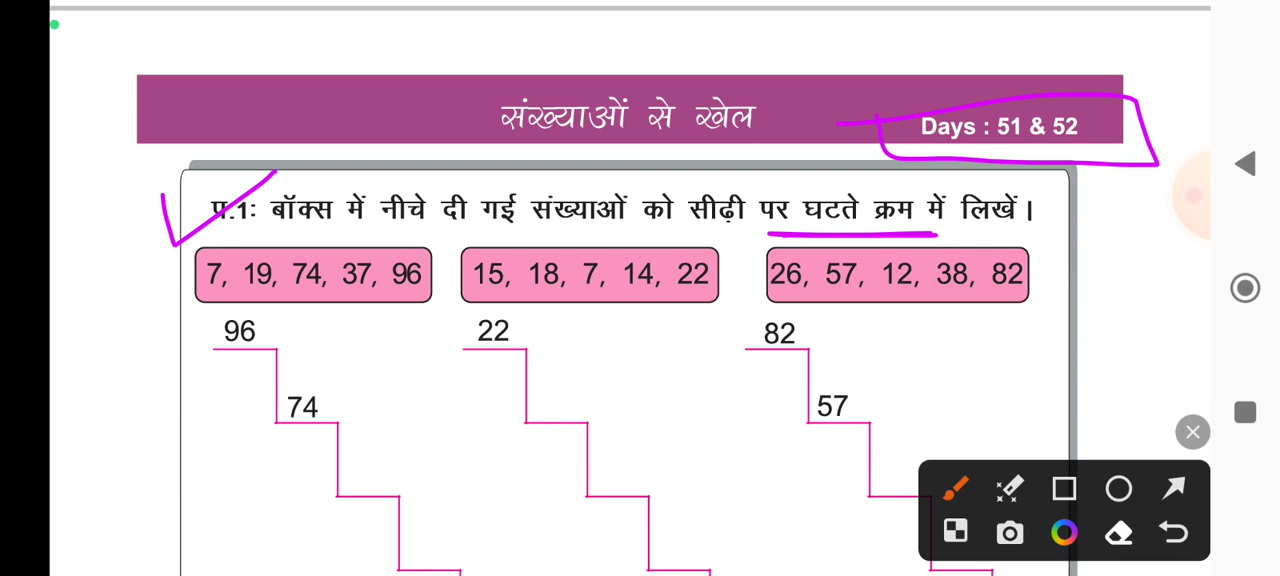 संख्याओं से खेल
Days : 51 & 52
प्र.1: बॉक्स में नीचे दी गई संख्याओं को सीढ़ी पर घटते क्रम में लिखें।
7, 19, 74, 37, 96
15, 18, 7, 14, 22
26, 57, 12, 38, 82
96
22
82
74
57